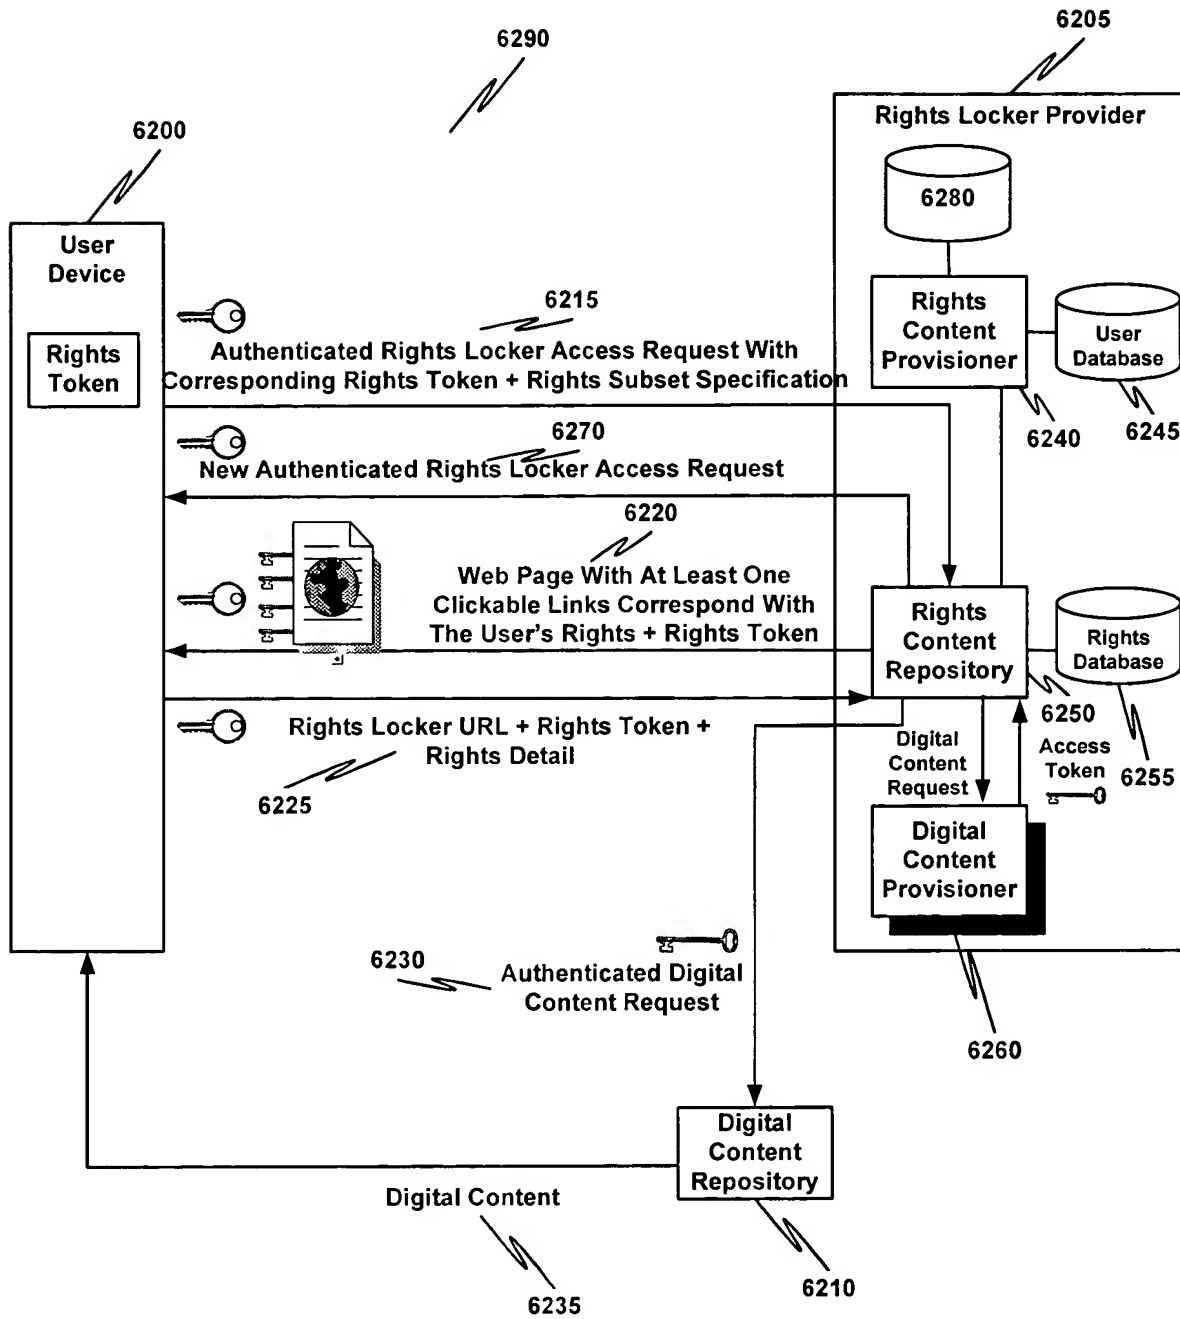 6205
6290
Rights Locker Provider
6200
6280
User
Device
Rights
Content
Provisioner
6215
User
Database
Rights
Token
Authenticated Rights Locker Access Request With
Corresponding Rights Token + Rights Subset Specification
6240
6245
6270
New Authenticated Rights Locker Access Request
6220
Web Page With At Least One
Clickable Links Correspond With
The User's Rights + Rights Token
Rights
Content
Repository
Rights
Database
6250
6255
Rights Locker URL + Rights Token +
Rights Detail
6225
Digital
Content
Request
Access
Token
Digital
Content
Provisioner
6230
Authenticated Digital
Content Request
6260
Digital
Content
Repository
Digital Content
6210
6235